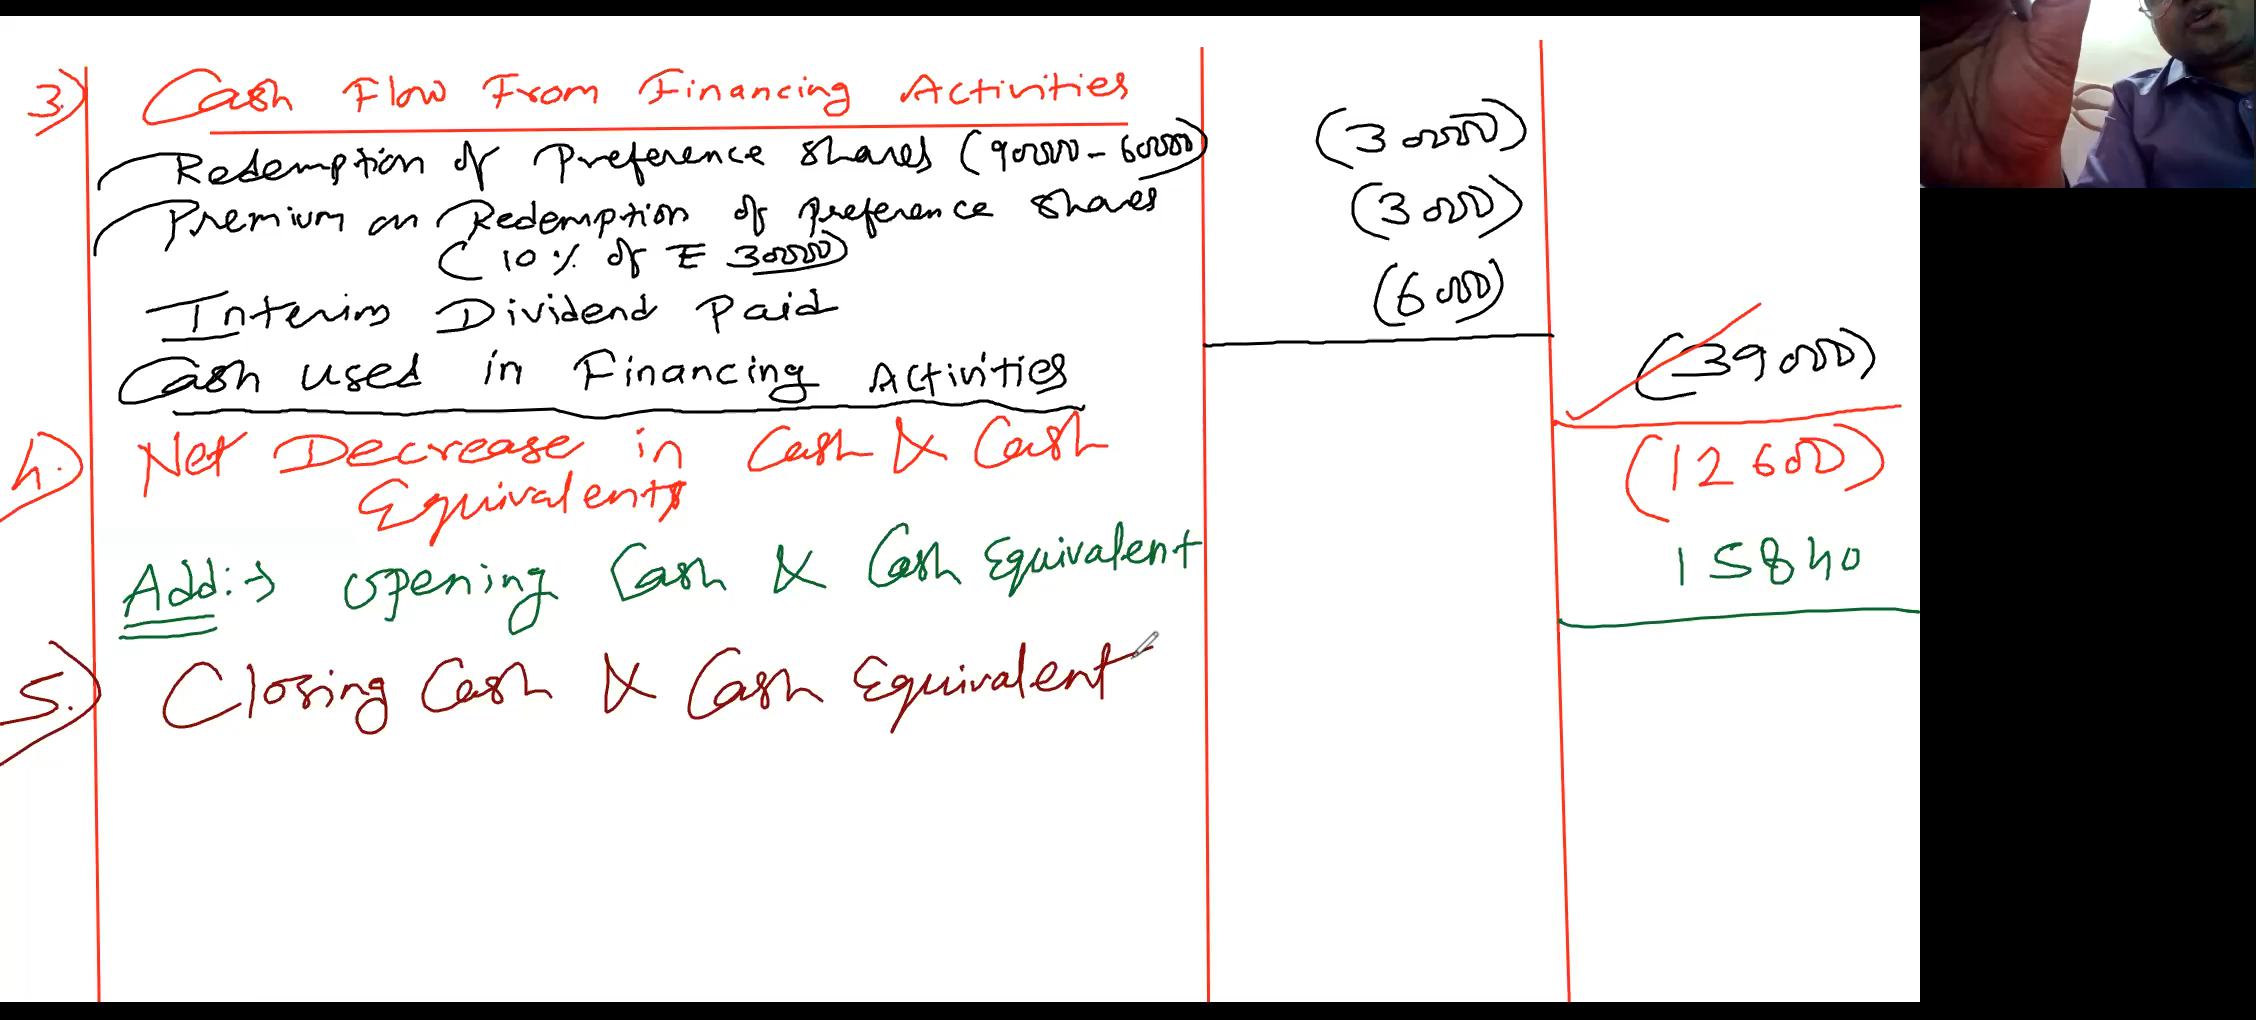 3.) Cash Flow From Financing Activities
Redemption of Preference Shares (90000 - 60000) (30000)
Premium on Redemption of Preference Shares (3000)
(10% of ₹ 30000)
Interim Dividend Paid (6000)
Cash used in Financing Activities (39000)
4.) Net Decrease in Cash & Cash (12600)
Equivalents
Add:→ opening Cash & Cash Equivalent 15840
5.) Closing Cash & Cash Equivalent